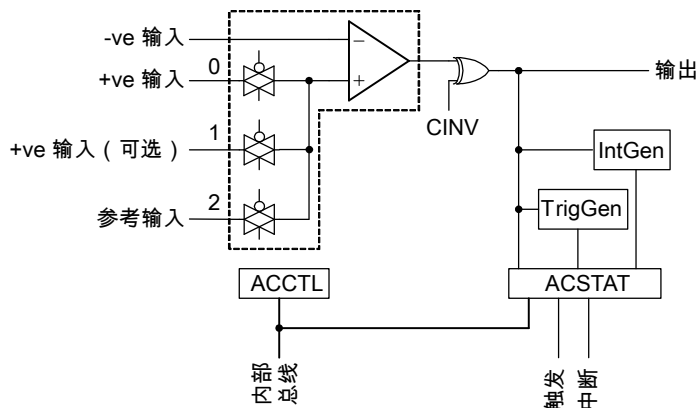 -ve 输入
+ve 输入
0
+ve 输入（可选）
1
参考输入
2
−
+
CINV
输出
IntGen
TrigGen
ACCTL
ACSTAT
内部
总线
触发
中断